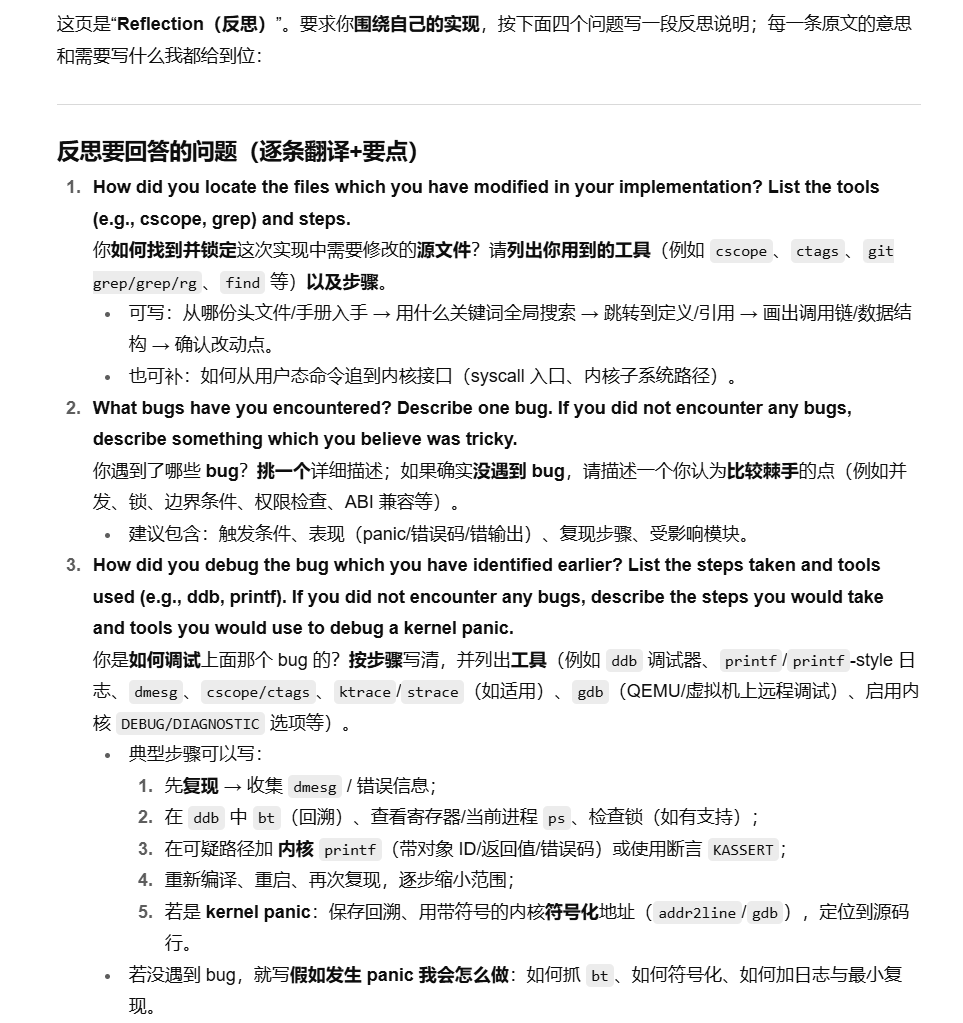 这页是“Reflection（反思）”。要求你围绕自己的实现，按下面四个问题写一段反思说明；每一条原文的意思
和需要写什么我都给到位：
反思要回答的问题（逐条翻译+要点）
1. How did you locate the files which you have modified in your implementation? List the tools
(e.g., cscope, grep) and steps.
你如何找到并锁定这次实现中需要修改的源文件？请列出你用到的工具（例如 cscope、 ctags、 git
grep/grep/rg、 find 等）以及步骤。
• 可写：从哪份头文件/手册入手 → 用什么关键词全局搜索 → 跳转到定义/引用 → 画出调用链/数据结
构 → 确认改动点。
• 也可补：如何从用户态命令追到内核接口（syscall 入口、内核子系统路径）。
2. What bugs have you encountered? Describe one bug. If you did not encounter any bugs,
describe something which you believe was tricky.
你遇到了哪些 bug？挑一个详细描述；如果确实没遇到 bug，请描述一个你认为比较棘手的点（例如并
发、锁、边界条件、权限检查、ABI 兼容等）。
• 建议包含：触发条件、表现（panic/错误码/错输出）、复现步骤、受影响模块。
3. How did you debug the bug which you have identified earlier? List the steps taken and tools
used (e.g., ddb, printf). If you did not encounter any bugs, describe the steps you would take
and tools you would use to debug a kernel panic.
你是如何调试上面那个 bug 的？按步骤写清，并列出工具（例如 ddb 调试器、 printf / printf-style 日
志、 dmesg、 cscope/ctags、 ktrace / strace（如适用）、 gdb（QEMU/虚拟机上远程调试）、启用内
核 DEBUG/DIAGNOSTIC 选项等）。
• 典型步骤可以写：
1. 先复现 → 收集 dmesg / 错误信息；
2. 在 ddb 中 bt（回溯）、查看寄存器/当前进程 ps、检查锁（如有支持）；
3. 在可疑路径加 内核 printf（带对象 ID/返回值/错误码）或使用断言 KASSERT；
4. 重新编译、重启、再次复现，逐步缩小范围；
5. 若是 kernel panic：保存回溯、用带符号的内核符号化地址（addr2line / gdb），定位到源码
行。
• 若没遇到 bug，就写假如发生 panic 我会怎么做：如何抓 bt、如何符号化、如何加日志与最小复
现。